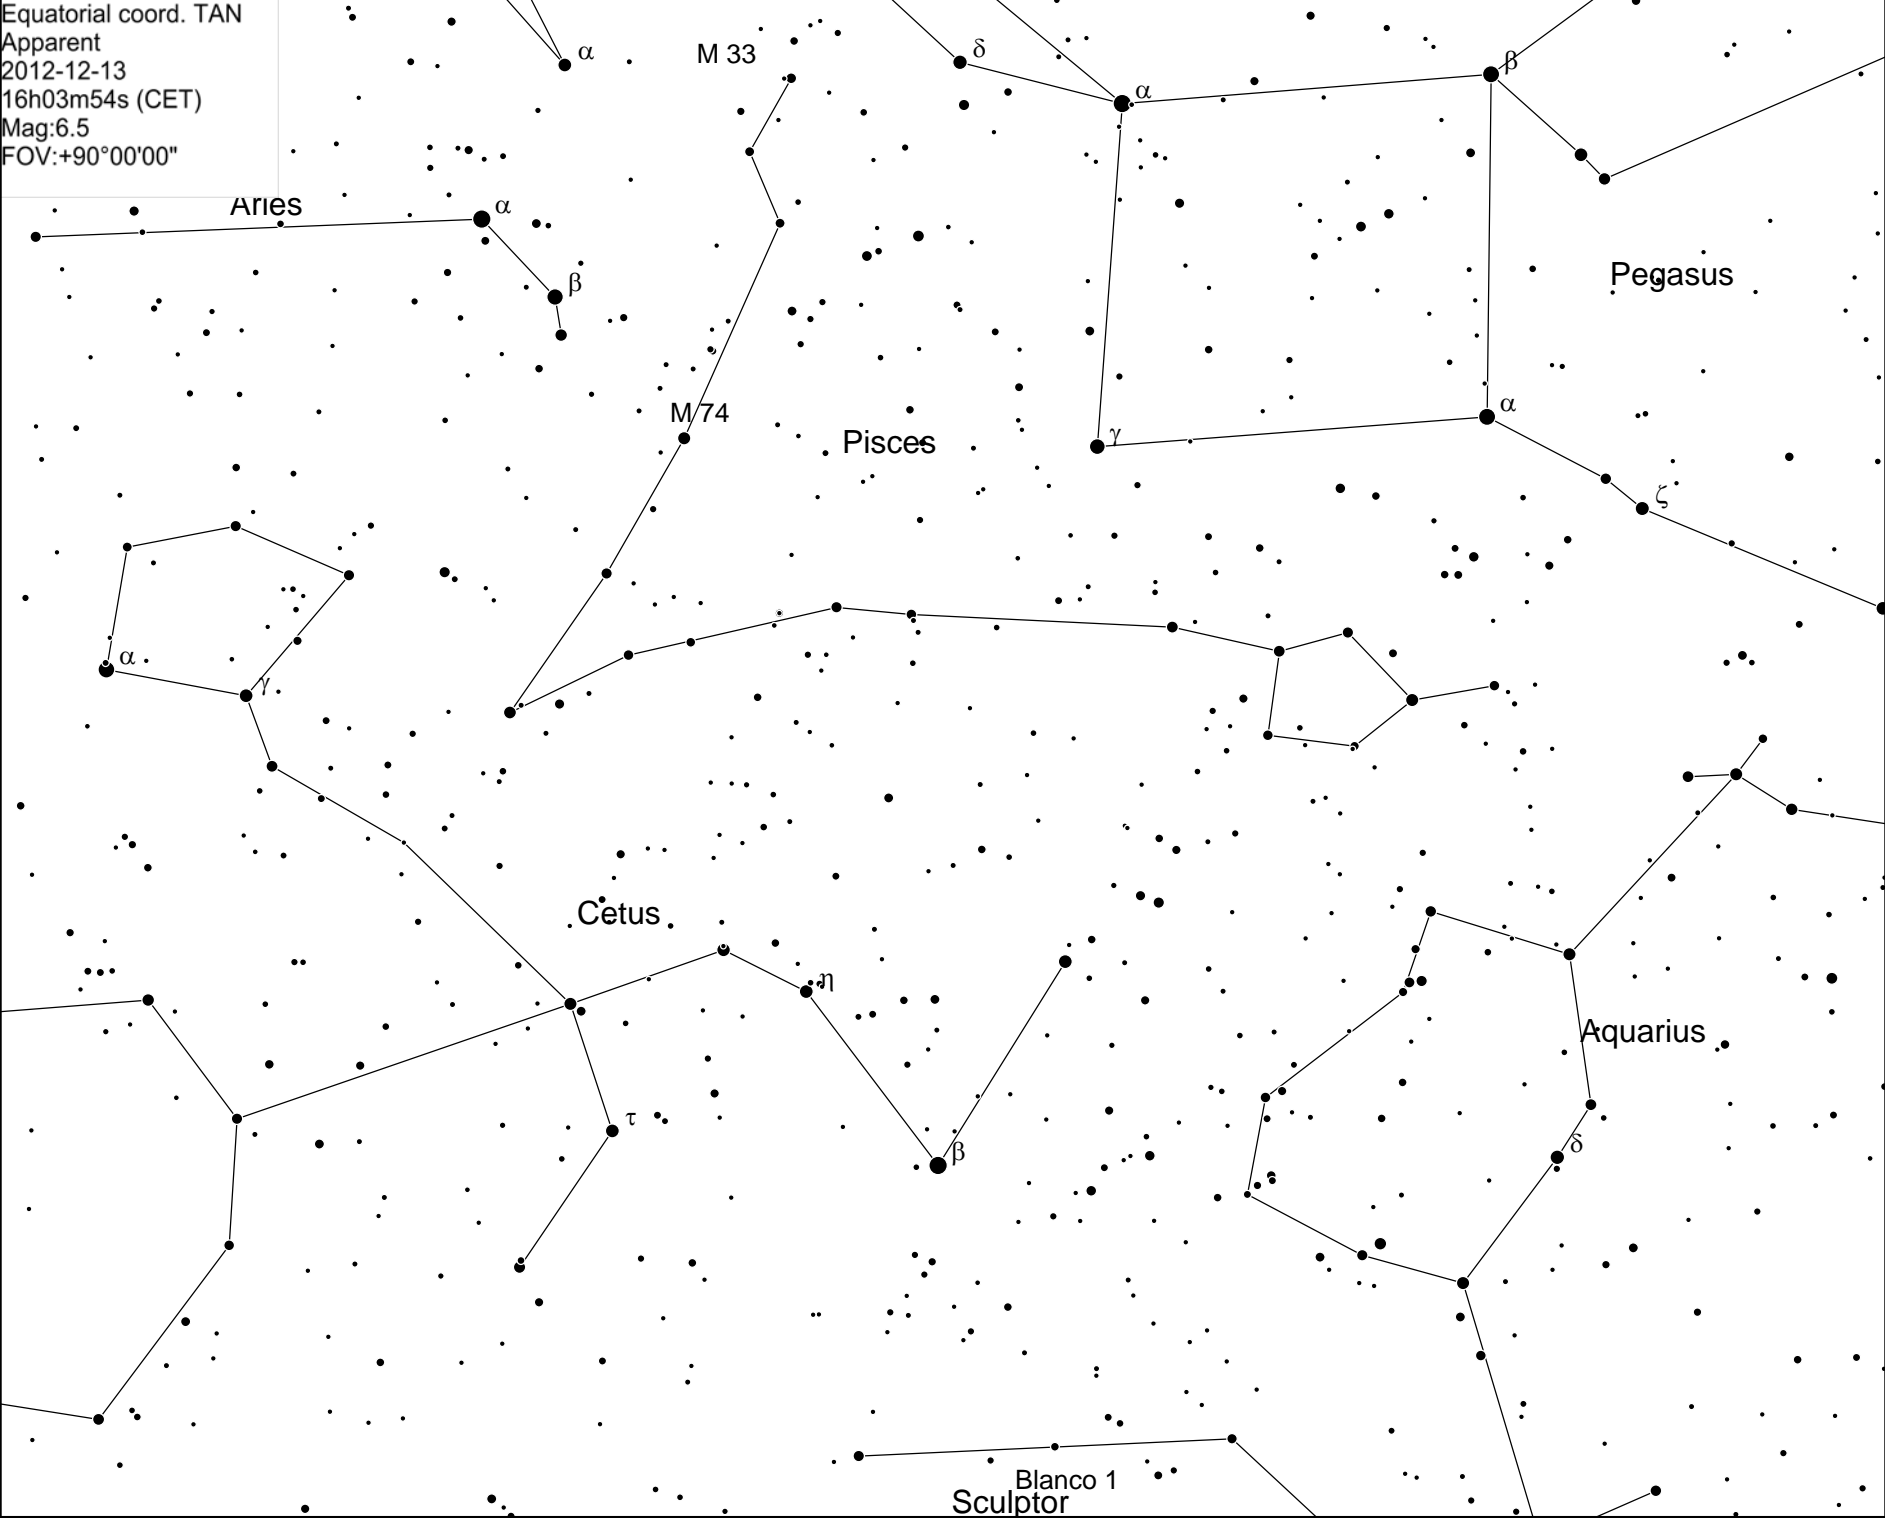 Equatorial coord. TAN
Apparent
2012-12-13
16h03m54s (CET)
Mag:6.5
FOV:+90°00'00"
α
M 33
δ
α
β
Aries
α
β
Pegasus
M 74
Pisces
γ
α
ζ
α
γ
Cetus
η
Aquarius
τ
β
δ
Blanco 1
Sculptor